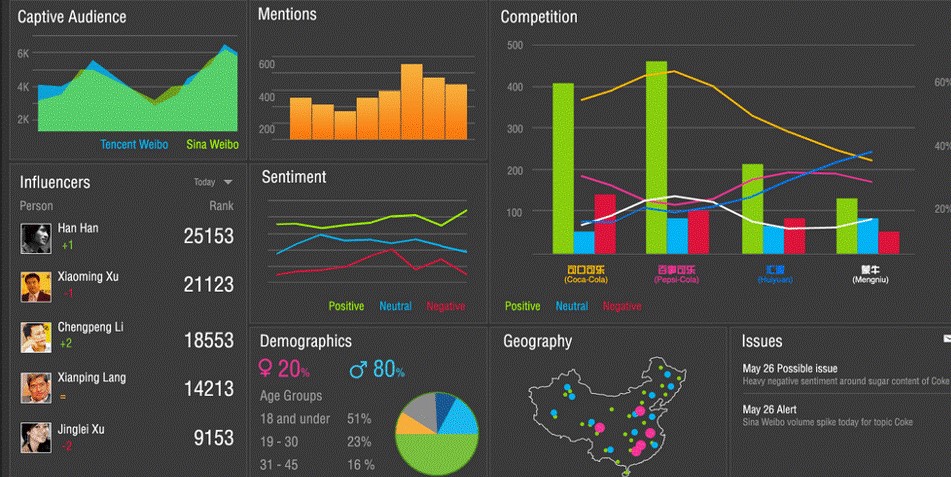 Captive Audience
6K
4K
2K
Tencent Weibo
Sina Weibo
Mentions
600
400
200
Competition
500
400
300
200
100
60%
40%
20%
可口可乐
(Coca-Cola)
百事可乐
(Pepsi-Cola)
汇源
(Huiyuan)
蒙牛
(Mengniu)
Positive
Neutral
Negative
Influencers
Today
Person
Rank
Han Han
+1
25153
Xiaoming Xu
-1
21123
Chengpeng Li
+2
18553
Xianping Lang
=
14213
Jinglei Xu
-2
9153
Sentiment
Positive
Neutral
Negative
Demographics
♀ 20%
♂ 80%
Age Groups
18 and under 51%
19 - 30 23%
31 - 45 16 %
Geography
Issues
May 26 Possible issue
Heavy negative sentiment around sugar content of Coke
May 26 Alert
Sina Weibo volume spike today for topic Coke